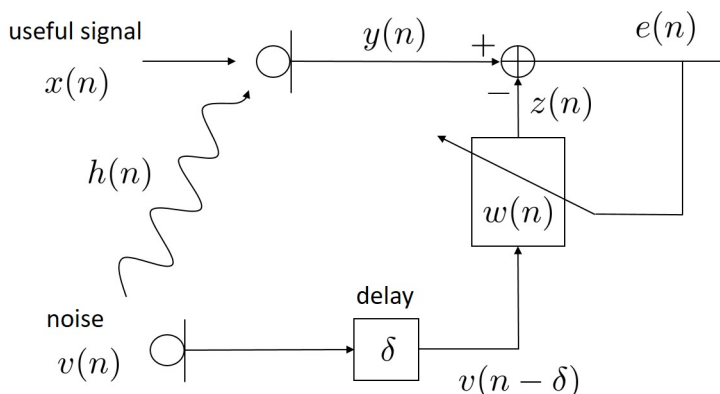 useful signal
x(n)
y(n)
+
e(n)
−
z(n)
h(n)
w(n)
noise
v(n)
delay
δ
v(n − δ)